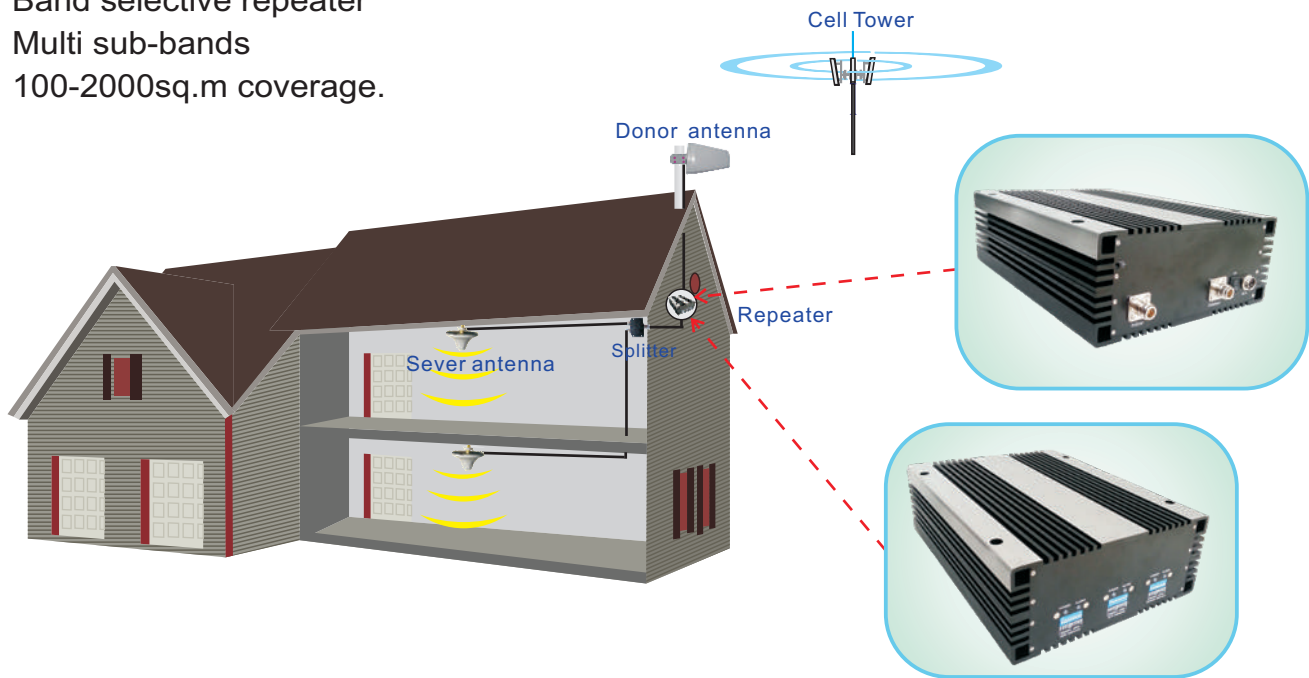 Band selective repeater
Multi sub-bands
100-2000sq.m coverage.
Cell Tower
Donor antenna
Repeater
Splitter
Sever antenna